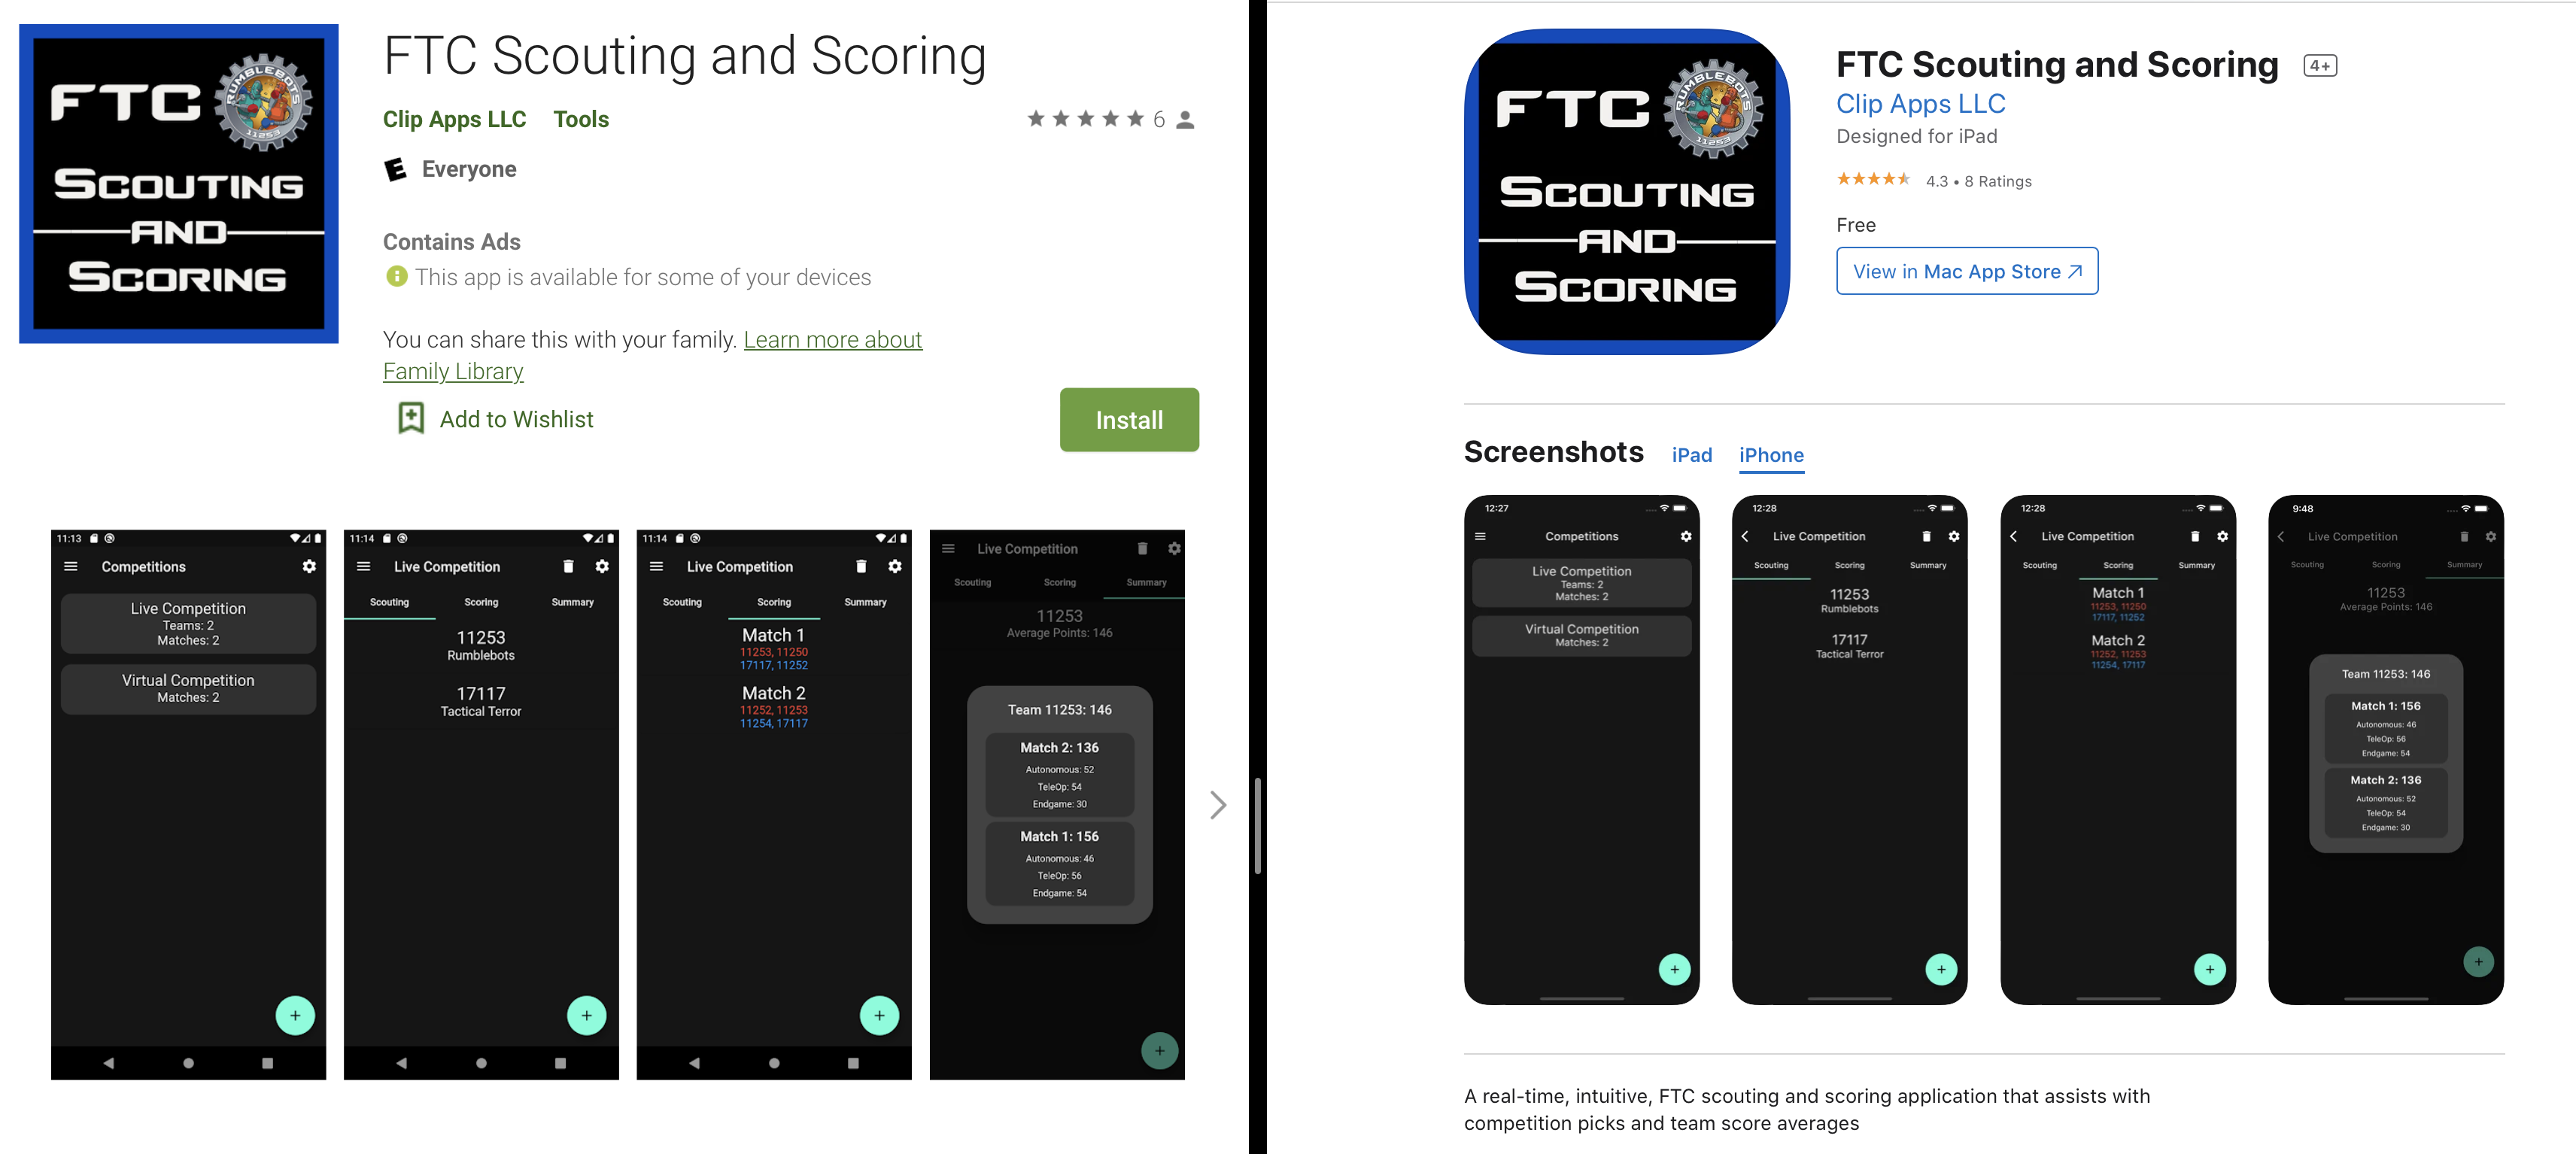 FTC
RUMBLEBOTS
11253
SCOUTING
AND
SCORING
FTC Scouting and Scoring
Clip Apps LLC Tools
6
E Everyone
Contains Ads
This app is available for some of your devices
You can share this with your family. Learn more about
Family Library
Add to Wishlist
Install
11:13
Competitions
Live Competition
Teams: 2
Matches: 2
Virtual Competition
Matches: 2
+
11:14
Live Competition
Scouting Scoring Summary
11253
Rumblebots
17117
Tactical Terror
+
11:14
Live Competition
Scouting Scoring Summary
Match 1
11253, 11250
17117, 11252
Match 2
11252, 11253
11254, 17117
+
Live Competition
Scouting Scoring Summary
11253
Average Points: 146
Team 11253: 146
Match 2: 136
Autonomous: 52
TeleOp: 54
Endgame: 30
Match 1: 156
Autonomous: 46
TeleOp: 56
Endgame: 54
+
FTC
RUMBLEBOTS
11253
SCOUTING
AND
SCORING
FTC Scouting and Scoring 4+
Clip Apps LLC
Designed for iPad
4.3 • 8 Ratings
Free
View in Mac App Store
Screenshots iPad iPhone
12:27
Competitions
Live Competition
Teams: 2
Matches: 2
Virtual Competition
Matches: 2
+
12:28
Live Competition
Scouting Scoring Summary
11253
Rumblebots
17117
Tactical Terror
+
12:28
Live Competition
Scouting Scoring Summary
Match 1
11253, 11250
17117, 11252
Match 2
11252, 11253
11254, 17117
+
9:48
Live Competition
Scouting Scoring Summary
11253
Average Points: 146
Team 11253: 146
Match 1: 156
Autonomous: 46
TeleOp: 56
Endgame: 54
Match 2: 136
Autonomous: 52
TeleOp: 54
Endgame: 30
+
A real-time, intuitive, FTC scouting and scoring application that assists with
competition picks and team score averages